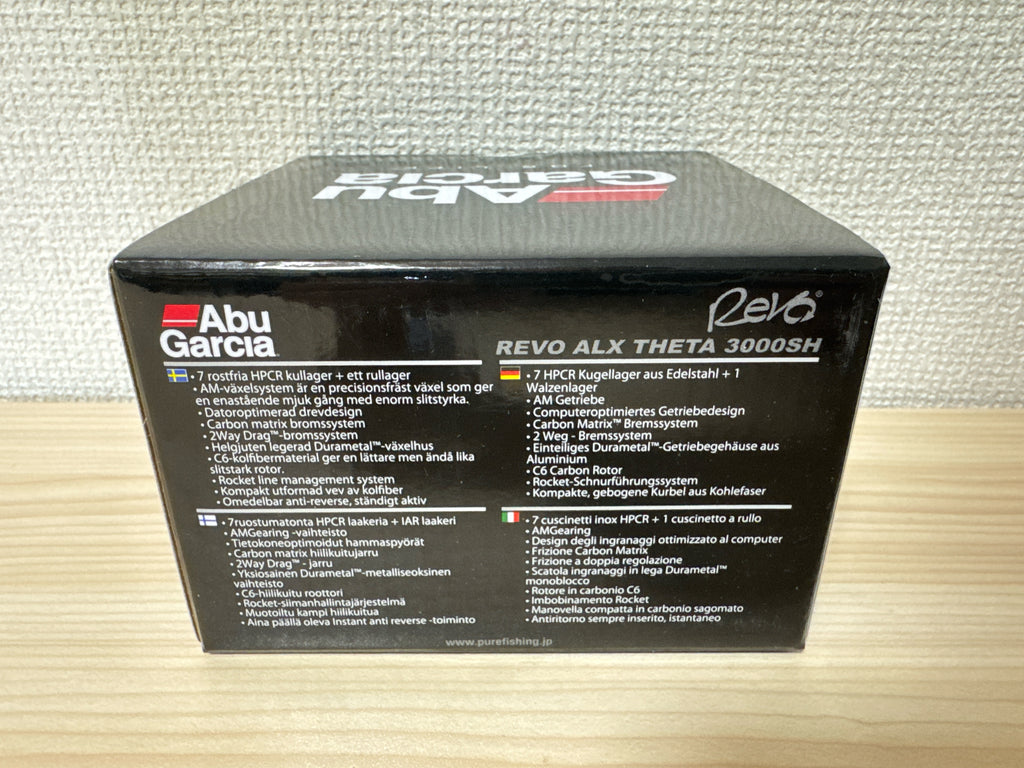 Abu
Garcia
Abu
Garcia
Revo®
REVO ALX THETA 3000SH
• 7 rostfria HPCR kullager + ett rullager
• AM-växelsystem är en precisionsfräst växel som ger
en enastående mjuk gång med enorm slitstyrka.
• Datoroptimerad drevdesign
• Carbon matrix bromssystem
• 2Way Drag™-bromssystem
• Helgjuten legerad Durametal™-växelhus
• C6-kolfibermaterial ger en lättare men ändå lika
slitstark rotor.
• Rocket line management system
• Kompakt utformad vev av kolfiber
• Omedelbar anti-reverse, ständigt aktiv
• 7 HPCR Kugellager aus Edelstahl + 1
Walzenlager
• AM Getriebe
• Computeroptimiertes Getriebedesign
• Carbon Matrix™ Bremssystem
• 2 Weg - Bremssystem
• Einteiliges Durametal™-Getriebegehäuse aus
Aluminium
• C6 Carbon Rotor
• Rocket-Schnurführungssystem
• Kompakte, gebogene Kurbel aus Kohlefaser
• 7ruostumatonta HPCR laakeria + IAR laakeri
• AMGearing -vaihteisto
• Tietokoneoptimoidut hammaspyörät
• Carbon matrix hiilikuitujarru
• 2Way Drag™ - jarru
• Yksiosainen Durametal™-metalliseoksinen
vaihteisto
• C6-hiilikuitu roottori
• Rocket-siimanhallintajärjestelmä
• Muotoiltu kampi hiilikuitua
• Aina päällä oleva Instant anti reverse -toiminto
• 7 cuscinetti inox HPCR + 1 cuscinetto a rullo
• AMGearing
• Design degli ingranaggi ottimizzato al computer
• Frizione Carbon Matrix
• Frizione a doppia regolazione
• Scatola ingranaggi in lega Durametal™
monoblocco
• Rotore in carbonio C6
• Imbobinamento Rocket
• Manovella compatta in carbonio sagomato
• Antiritorno sempre inserito, istantaneo
www.purefishing.jp